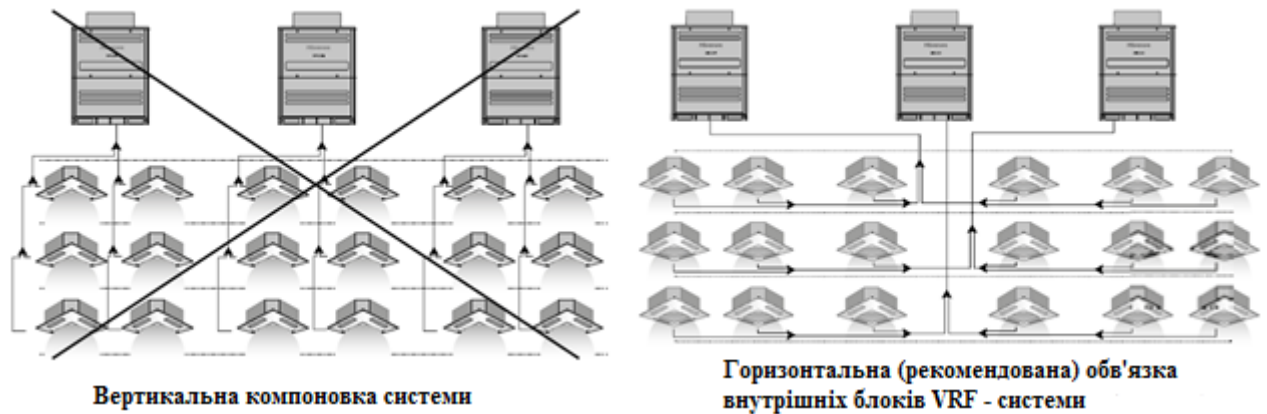 Вертикальна компоновка системи
Горизонтальна (рекомендована) обв'язка
внутрішніх блоків VRF - системи